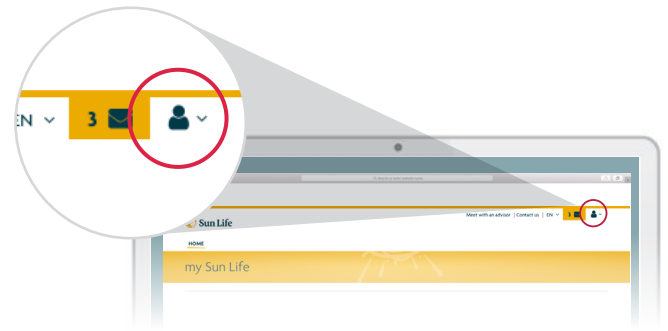 EN 3
Meet with an advisor | Contact us | EN 3
Sun Life
HOME
my Sun Life